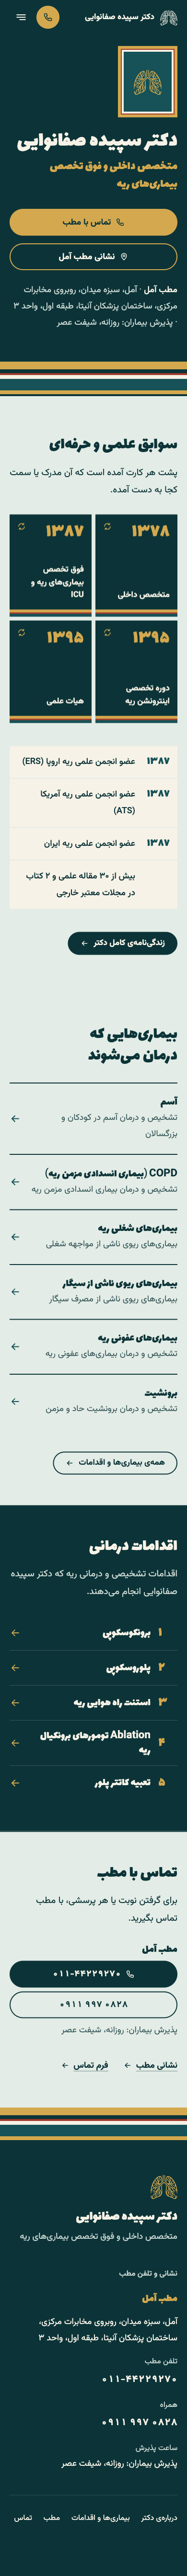 دکتر سپیده صفانوایی
دکتر سپیده صفانوایی
متخصص داخلی و فوق تخصص
بیماری‌های ریه
تماس با مطب
نشانی مطب آمل
مطب آمل · آمل، سبزه میدان، روبروی مخابرات
مرکزی، ساختمان پزشکان آنیتا، طبقه اول، واحد ۳
· پذیرش بیماران: روزانه، شیفت عصر
سوابق علمی و حرفه‌ای
پشت هر کارت آمده است که آن مدرک یا سمت
کجا به دست آمده.
۱۳۷۸
متخصص داخلی
۱۳۸۷
فوق تخصص
بیماری‌های ریه و
ICU
۱۳۹۵
دوره تخصصی
اینترونشن ریه
۱۳۹۵
هیات علمی
۱۳۸۷ عضو انجمن علمی ریه اروپا (ERS)
۱۳۸۷ عضو انجمن علمی ریه آمریکا
(ATS)
۱۳۸۷ عضو انجمن علمی ریه ایران
بیش از ۳۰ مقاله علمی و ۲ کتاب
در مجلات معتبر خارجی
زندگی‌نامه‌ی کامل دکتر
بیماری‌هایی که
درمان می‌شوند
آسم
تشخیص و درمان آسم در کودکان و
بزرگسالان
COPD (بیماری انسدادی مزمن ریه)
تشخیص و درمان بیماری انسدادی مزمن ریه
بیماری‌های شغلی ریه
بیماری‌های ریوی ناشی از مواجهه شغلی
بیماری‌های ریوی ناشی از سیگار
تشخیص و درمان بیماری‌های ناشی از مصرف سیگار
بیماری‌های عفونی ریه
تشخیص و درمان بیماری‌های عفونی ریه
برونشیت
تشخیص و درمان برونشیت حاد و مزمن
همه‌ی بیماری‌ها و اقدامات
اقدامات درمانی
اقدامات تشخیصی و درمانی ریه که دکتر سپیده
صفانوایی انجام می‌دهند.
۱ برونکوسکوپی
۲ پلوروسکوپی
۳ استنت راه هوایی ریه
۴ Ablation تومورهای برونکیال
ریه
۵ تعبیه کاتتر پلور
تماس با مطب
برای گرفتن نوبت یا هر پرسشی، با مطب
تماس بگیرید.
مطب آمل
۰۱۱-۴۴۲۲۹۲۷۰
۰۹۱۱ ۹۹۷ ۰۸۲۸
پذیرش بیماران: روزانه، شیفت عصر
نشانی مطب
فرم تماس
دکتر سپیده صفانوایی
متخصص داخلی و فوق تخصص بیماری‌های ریه
نشانی و تلفن مطب
مطب آمل
آمل، سبزه میدان، روبروی مخابرات مرکزی،
ساختمان پزشکان آنیتا، طبقه اول، واحد ۳
تلفن مطب
۰۱۱-۴۴۲۲۹۲۷۰
همراه
۰۹۱۱ ۹۹۷ ۰۸۲۸
ساعت پذیرش
پذیرش بیماران: روزانه، شیفت عصر
درباره‌ی دکتر بیماری‌ها و اقدامات مطب تماس